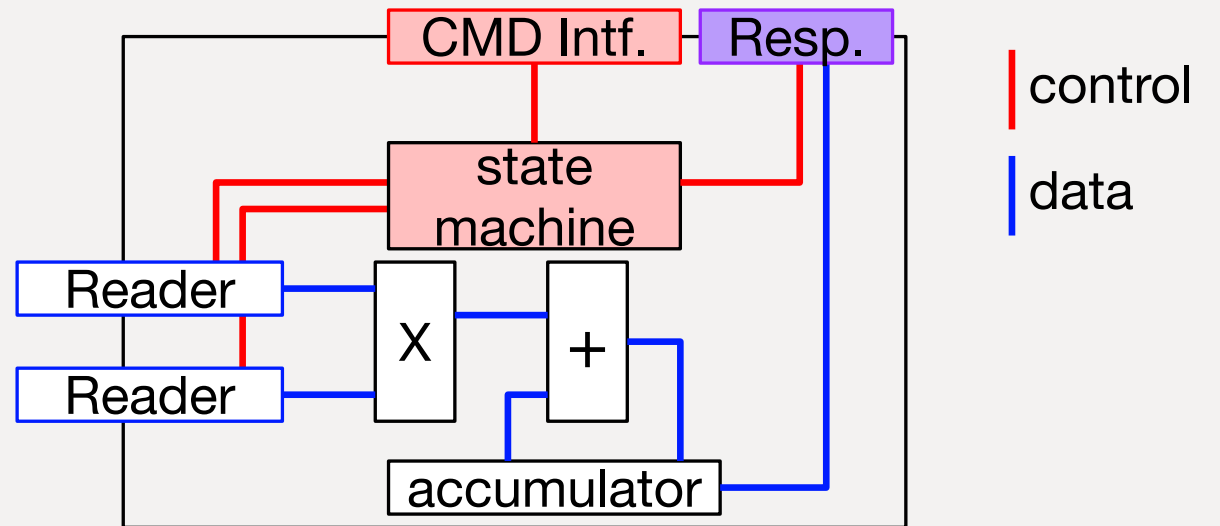 CMD Intf.
Resp.
control
state
machine
data
Reader
X
+
Reader
accumulator